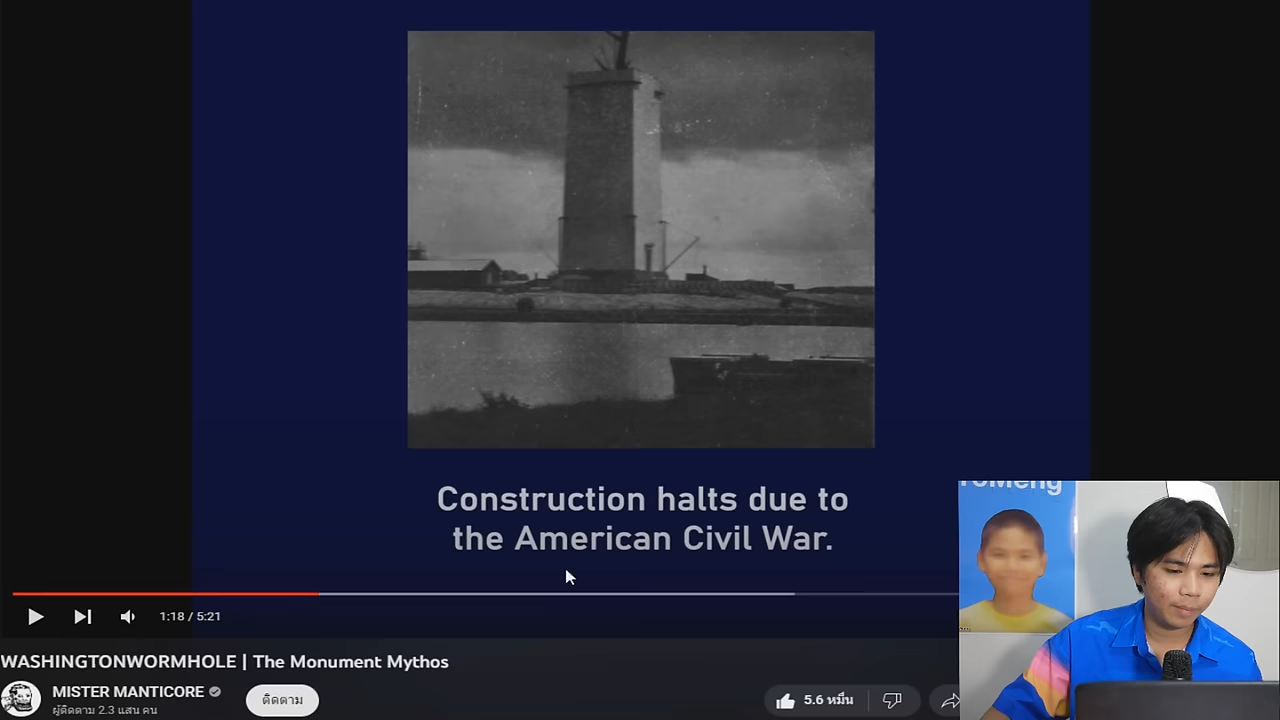 Construction halts due to
the American Civil War.
1:18 / 5:21
WASHINGTONWORMHOLE | The Monument Mythos
MISTER MANTICORE
ผู้ติดตาม 2.3 แสน คน
ติดตาม
5.6 หมื่น